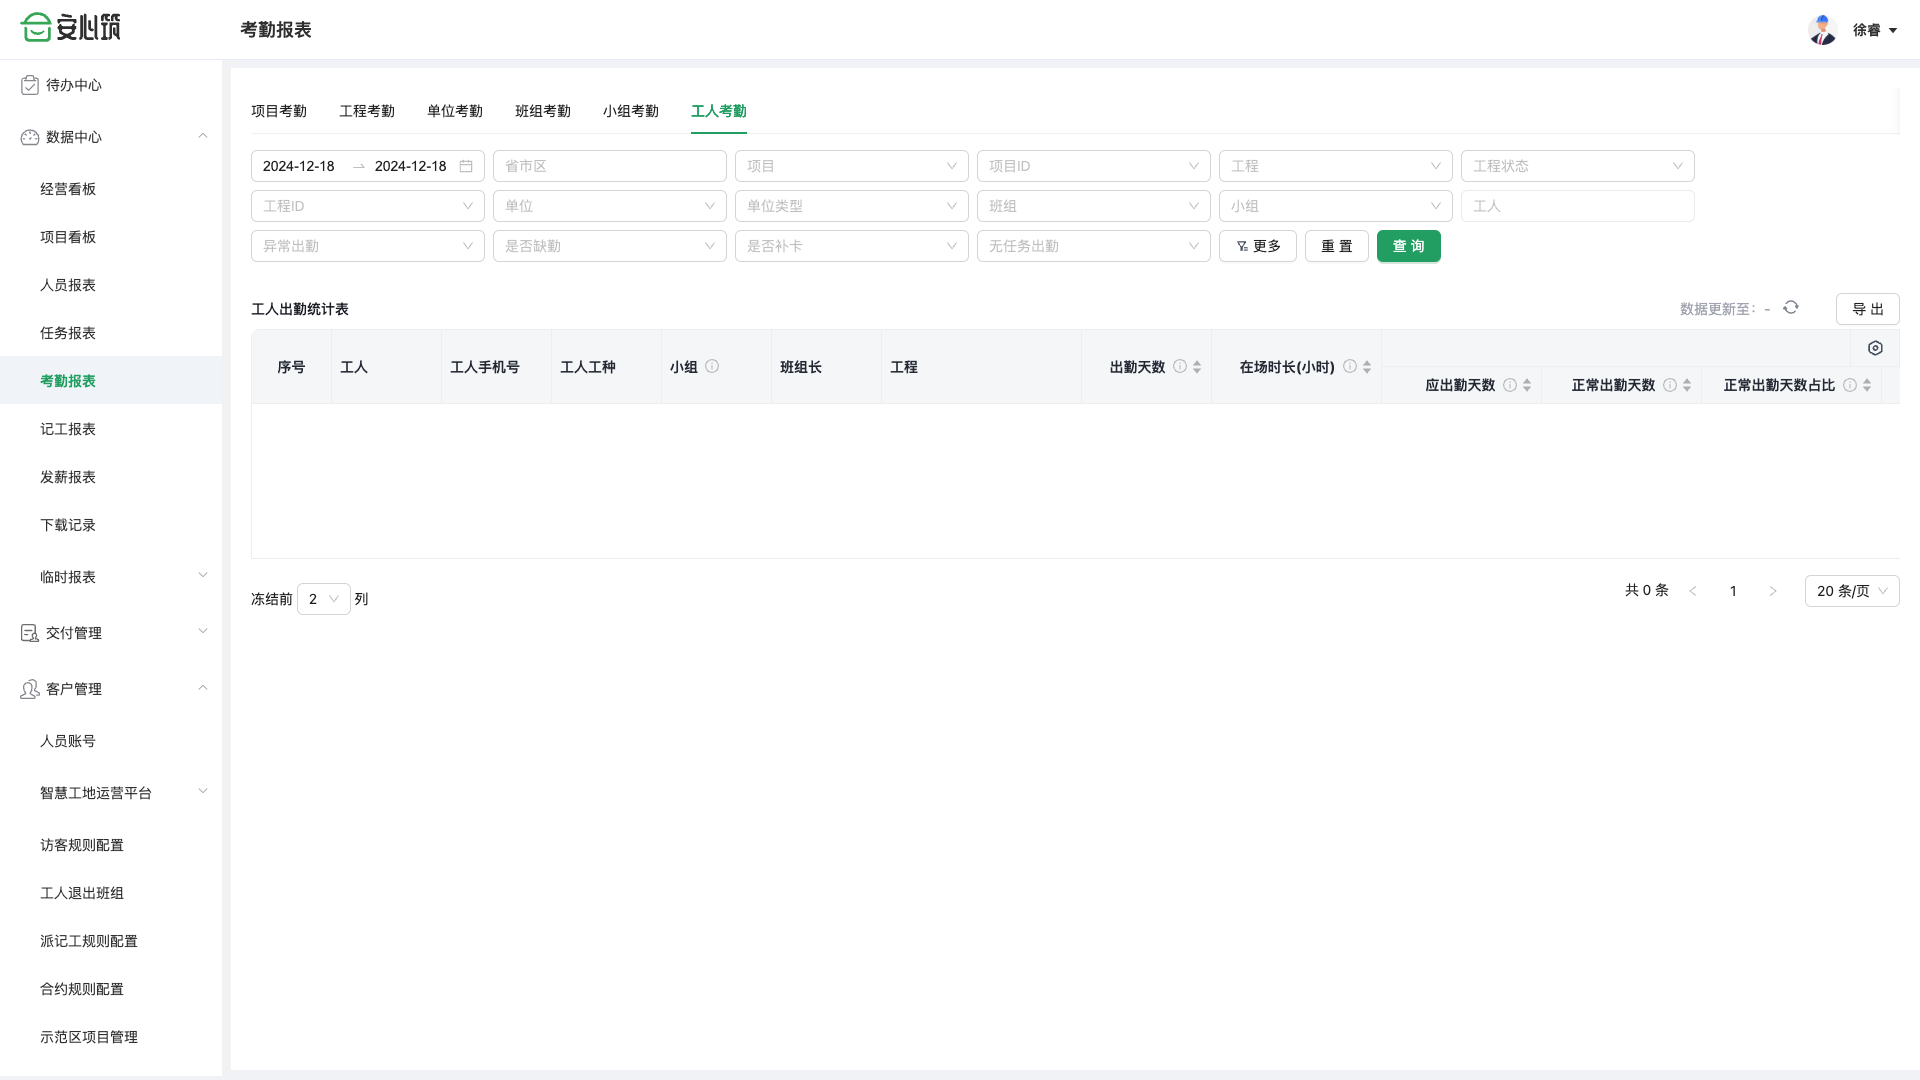 安心筑
考勤报表
徐睿
待办中心
数据中心
经营看板
项目看板
人员报表
任务报表
考勤报表
记工报表
发薪报表
下载记录
临时报表
交付管理
客户管理
人员账号
智慧工地运营平台
访客规则配置
工人退出班组
派记工规则配置
合约规则配置
示范区项目管理
项目考勤 工程考勤 单位考勤 班组考勤 小组考勤 工人考勤
2024-12-18 → 2024-12-18 省市区 项目 项目ID 工程 工程状态
工程ID 单位 单位类型 班组 小组 工人
异常出勤 是否缺勤 是否补卡 无任务出勤 更多 重置 查询
工人出勤统计表 数据更新至: - 导出
序号 工人 工人手机号 工人工种 小组 班组长 工程 出勤天数 在场时长(小时)
应出勤天数 正常出勤天数 正常出勤天数占比
冻结前 2 列
共 0 条 < 1 > 20 条/页